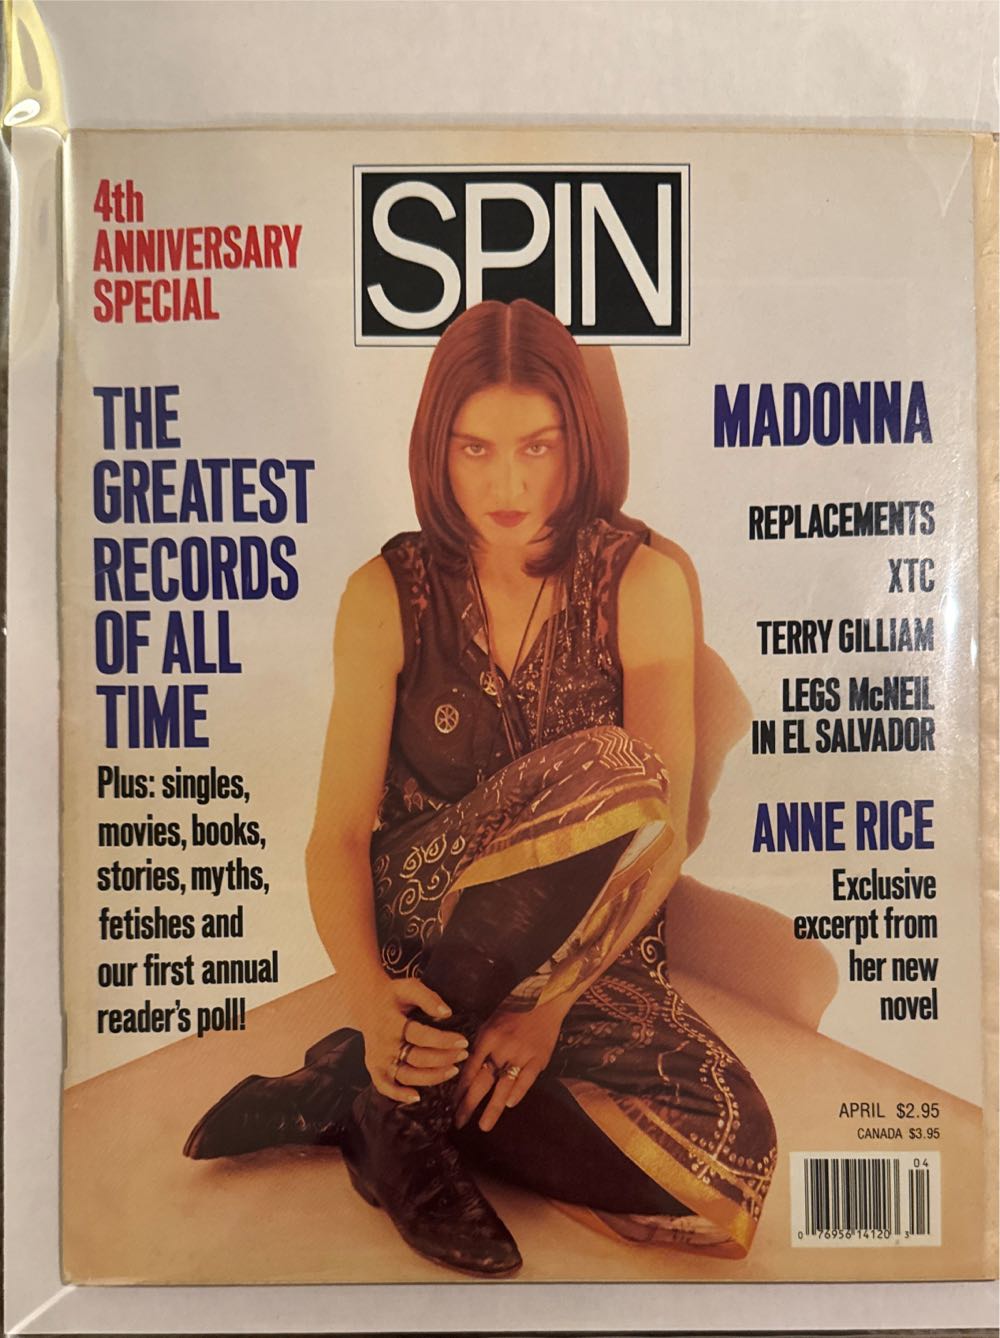 4th
ANNIVERSARY
SPECIAL
SPIN
THE
GREATEST
RECORDS
OF ALL
TIME
Plus: singles,
movies, books,
stories, myths,
fetishes and
our first annual
reader's poll!
MADONNA
REPLACEMENTS
XTC
TERRY GILLIAM
LEGS McNEIL
IN EL SALVADOR
ANNE RICE
Exclusive
excerpt from
her new
novel
APRIL $2.95
CANADA $3.95
04
0 76956 14120 3